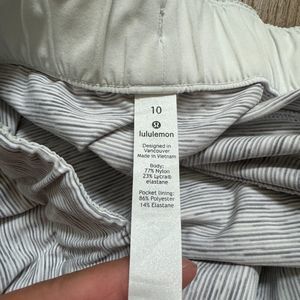 10
lululemon
Designed in
Vancouver
Made in Vietnam
Body:
77% Nylon
23% Lycra®
elastane
Pocket lining:
86% Polyester
14% Elastane